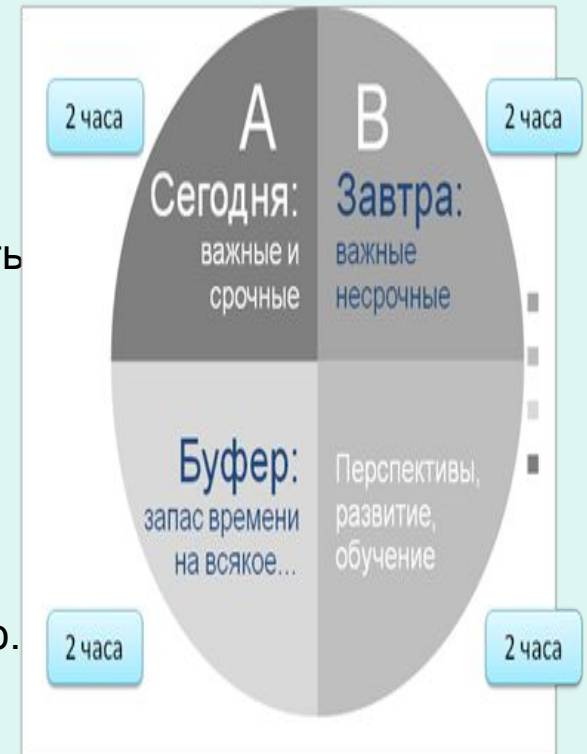 2 часа
A
B
2 часа
Сегодня:
важные и
срочные
Завтра:
важные
несрочные
ть
Буфер:
запас времени
на всякое...
Перспективы,
развитие,
обучение
о.
2 часа
2 часа